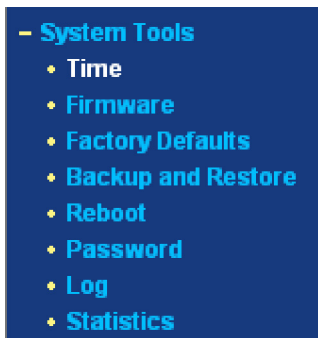 – System Tools
• Time
• Firmware
• Factory Defaults
• Backup and Restore
• Reboot
• Password
• Log
• Statistics